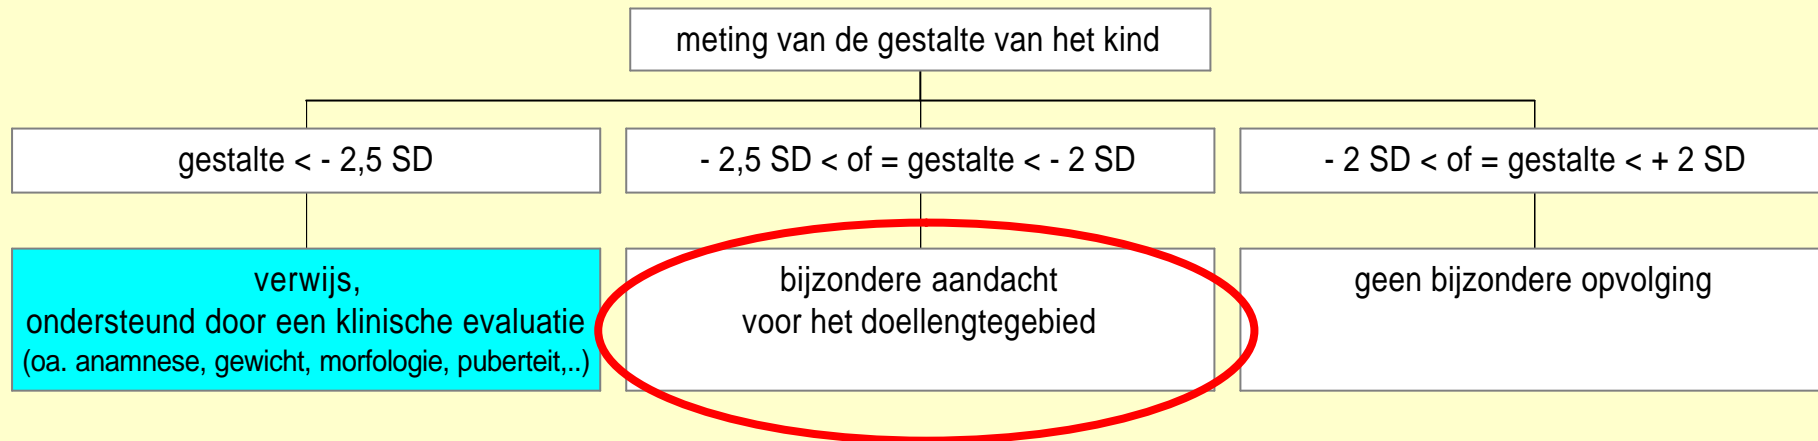 meting van de gestalte van het kind
gestalte < - 2,5 SD
- 2,5 SD < of = gestalte < - 2 SD
- 2 SD < of = gestalte < + 2 SD
verwijs,
ondersteund door een klinische evaluatie
(oa. anamnese, gewicht, morfologie, puberteit,..)
bijzondere aandacht
voor het doellengtegebied
geen bijzondere opvolging